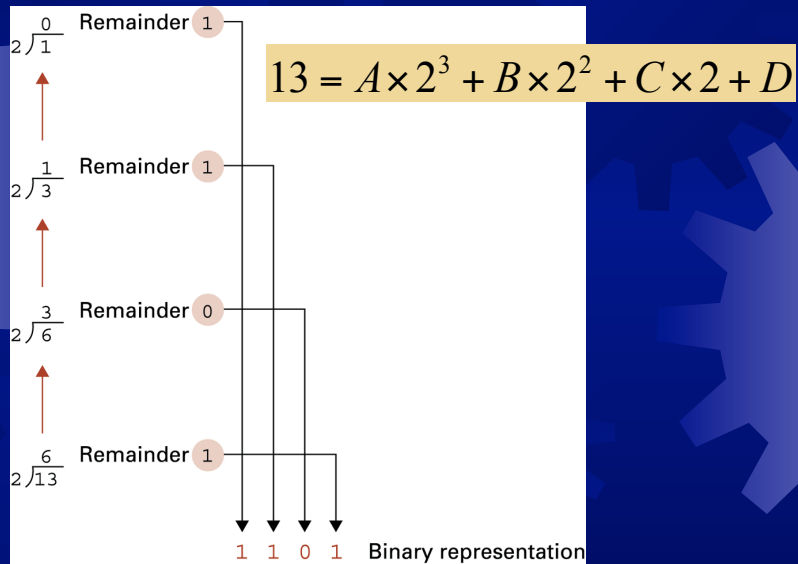 0 Remainder 1
2)1
13 = A×2³ + B×2² + C×2 + D
1 Remainder 1
2)3
3 Remainder 0
2)6
6 Remainder 1
2)13
1 1 0 1 Binary representation